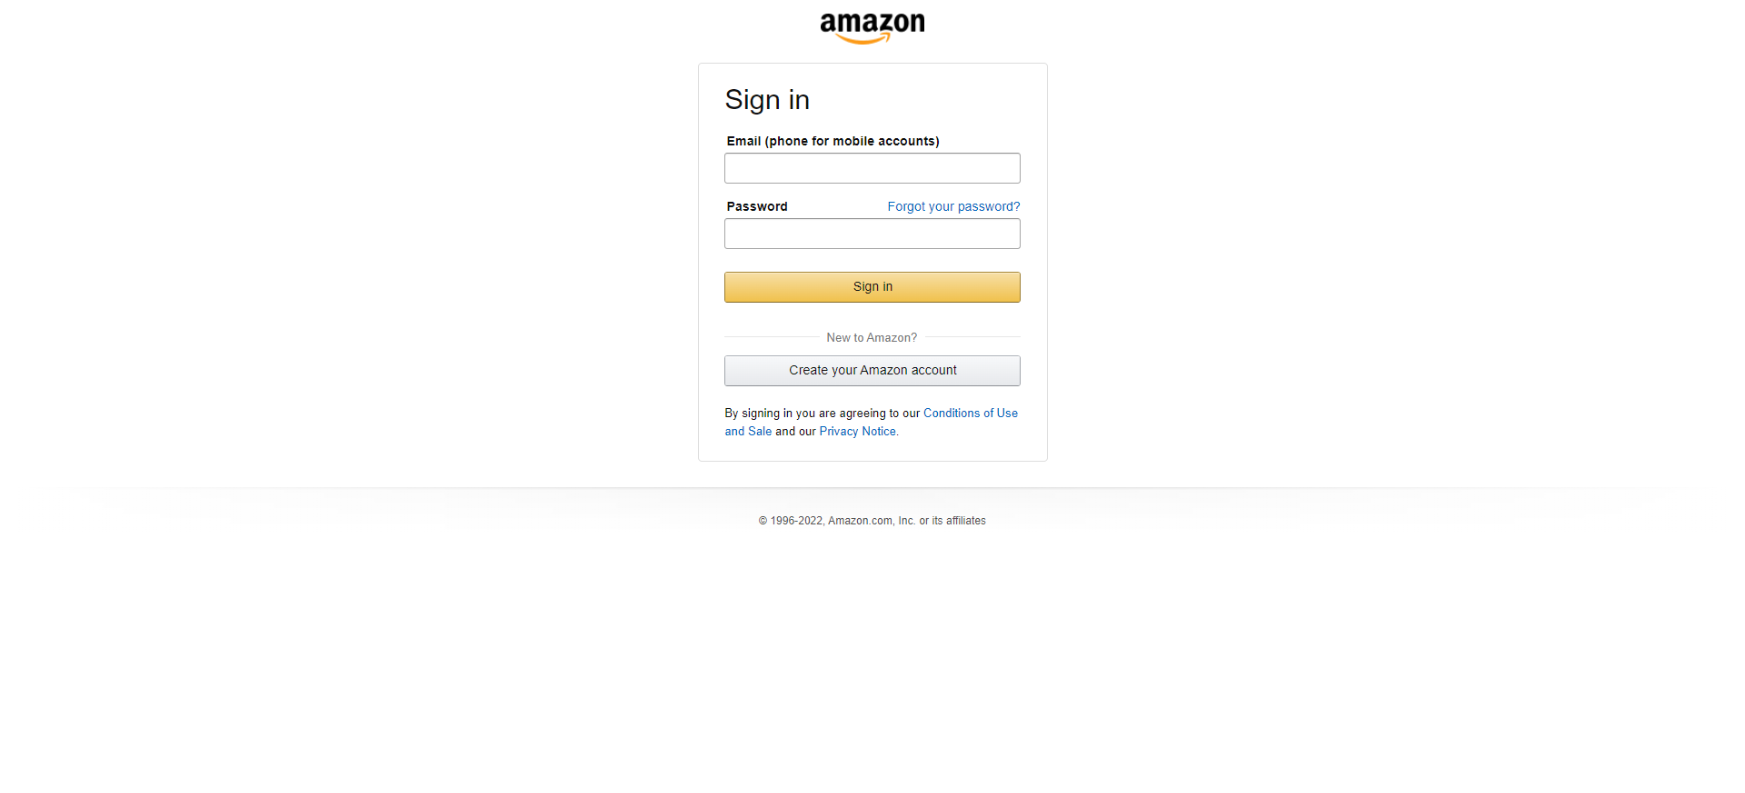 amazon
Sign in
Email (phone for mobile accounts)
Password Forgot your password?
Sign in
New to Amazon?
Create your Amazon account
By signing in you are agreeing to our Conditions of Use
and Sale and our Privacy Notice.
© 1996-2022, Amazon.com, Inc. or its affiliates